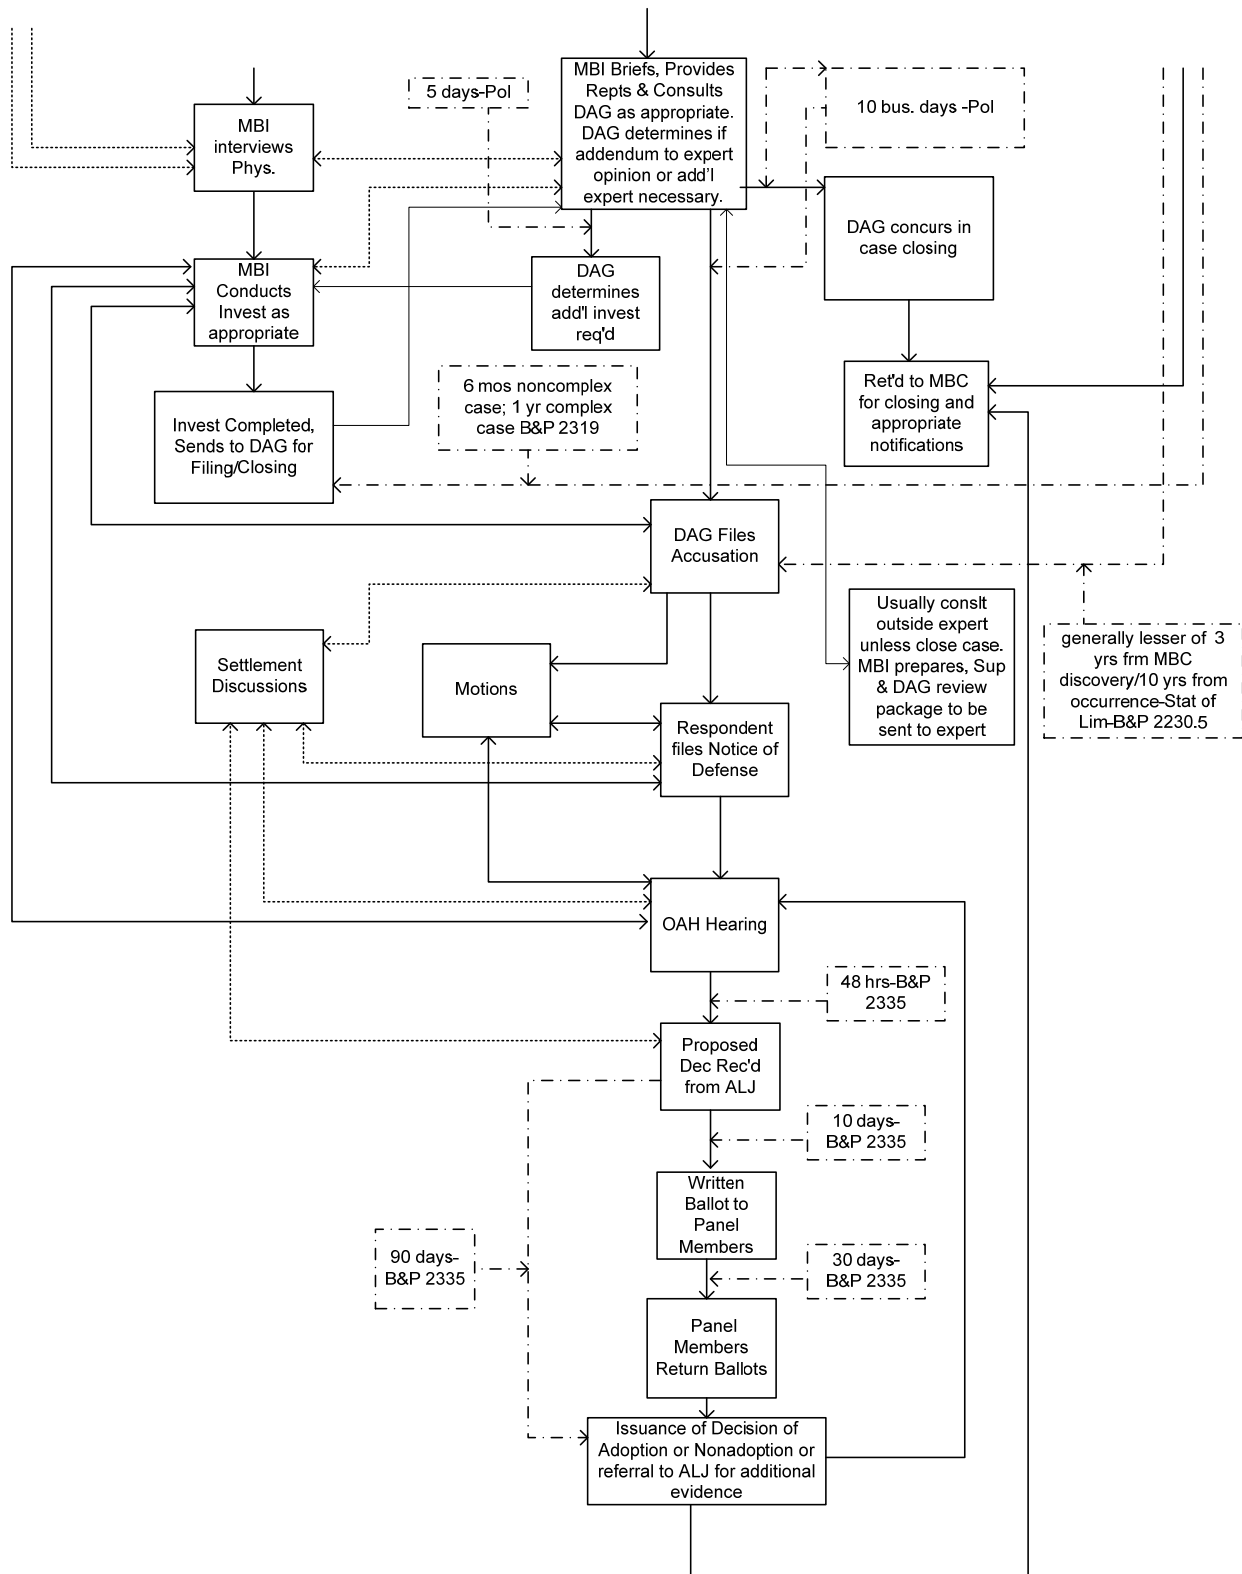 MBI Briefs, Provides
Repts & Consults
DAG as appropriate.
DAG determines if
addendum to expert
opinion or add'l
expert necessary.
5 days-Pol
10 bus. days -Pol
MBI
interviews
Phys.
DAG concurs in
case closing
MBI
Conducts
Invest as
appropriate
DAG
determines
add'l invest
req'd
6 mos noncomplex
case; 1 yr complex
case B&P 2319
Ret'd to MBC
for closing and
appropriate
notifications
Invest Completed,
Sends to DAG for
Filing/Closing
DAG Files
Accusation
Usually conslt
outside expert
unless close case.
MBI prepares, Sup
& DAG review
package to be
sent to expert
generally lesser of 3
yrs frm MBC
discovery/10 yrs from
occurrence-Stat of
Lim-B&P 2230.5
Settlement
Discussions
Motions
Respondent
files Notice of
Defense
OAH Hearing
48 hrs-B&P
2335
Proposed
Dec Rec'd
from ALJ
10 days-
B&P 2335
Written
Ballot to
Panel
Members
90 days-
B&P 2335
30 days-
B&P 2335
Panel
Members
Return Ballots
Issuance of Decision of
Adoption or Nonadoption or
referral to ALJ for additional
evidence